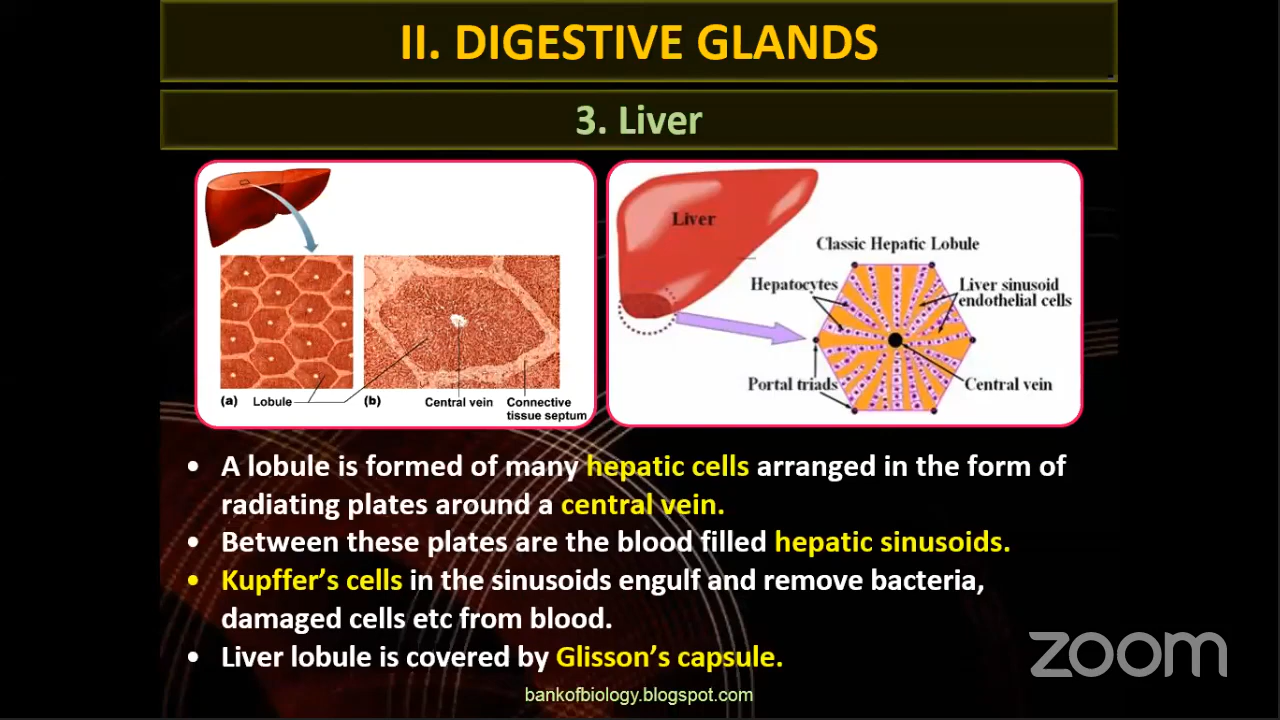 II. DIGESTIVE GLANDS
3. Liver
(a) Lobule (b) Central vein Connective
tissue septum
Liver
Classic Hepatic Lobule
Hepatocytes
Liver sinusoid
endothelial cells
Portal triads
Central vein
• A lobule is formed of many hepatic cells arranged in the form of
radiating plates around a central vein.
• Between these plates are the blood filled hepatic sinusoids.
• Kupffer's cells in the sinusoids engulf and remove bacteria,
damaged cells etc from blood.
• Liver lobule is covered by Glisson's capsule.
bankofbiology.blogspot.com
zoom